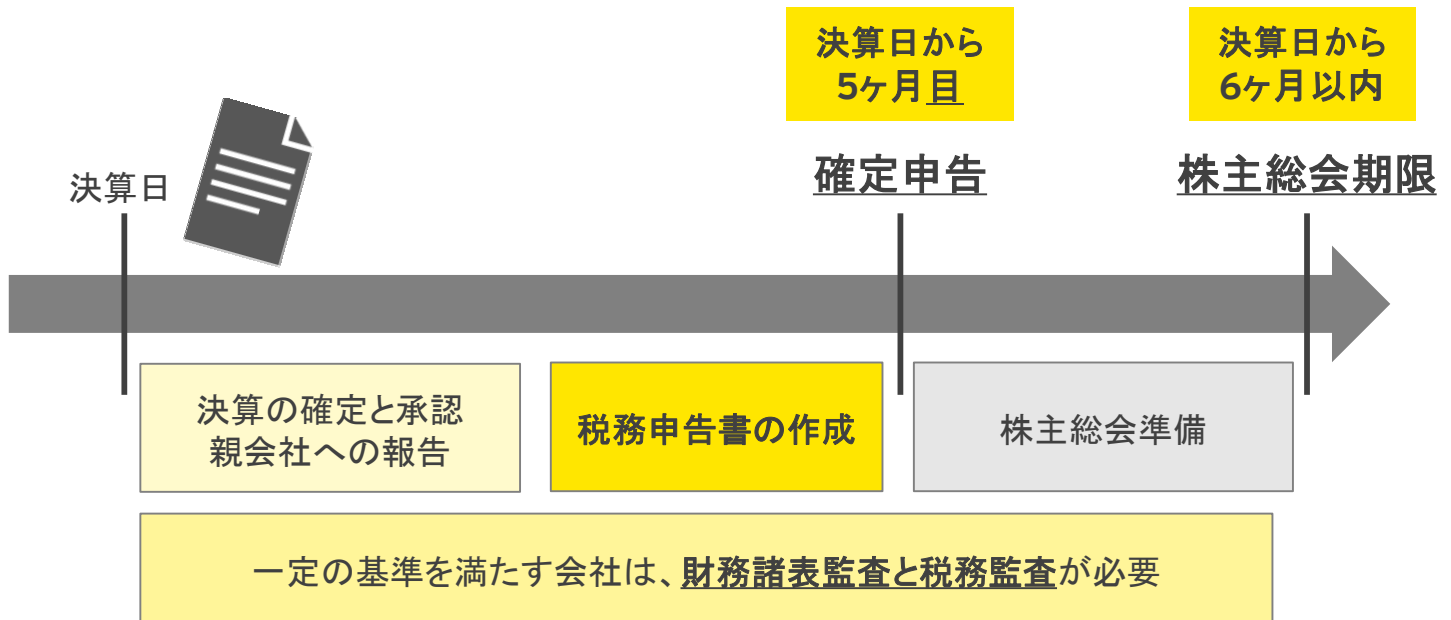 決算日から
5ヶ月目
決算日から
6ヶ月以内
決算日
確定申告
株主総会期限
決算の確定と承認
親会社への報告
税務申告書の作成
株主総会準備
一定の基準を満たす会社は、財務諸表監査と税務監査が必要